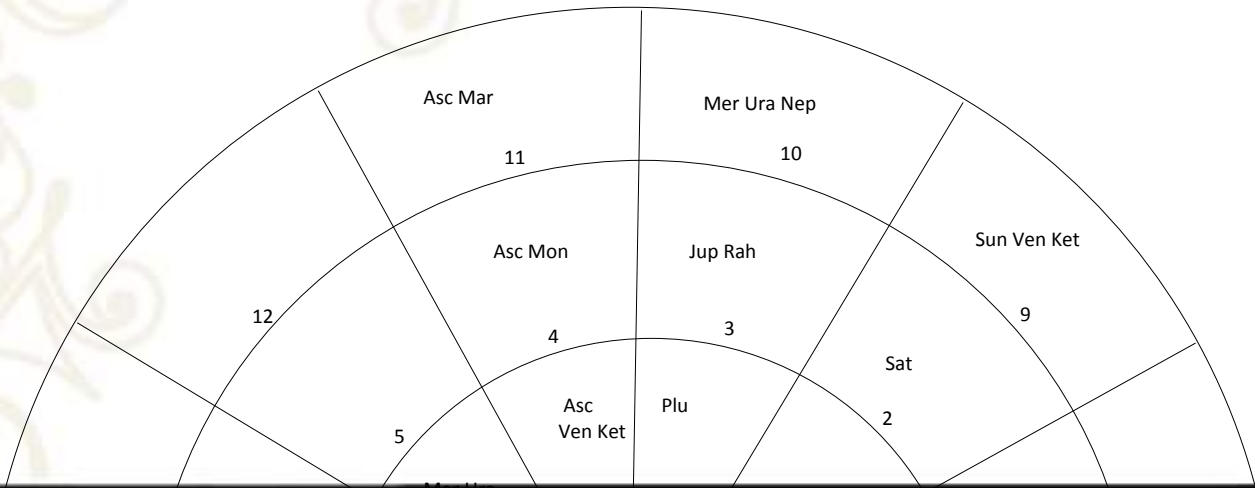 Asc Mar
Mer Ura Nep
11
10
Asc Mon
Jup Rah
Sun Ven Ket
12
9
4
3
Sat
Asc
Ven Ket
Plu
5
2